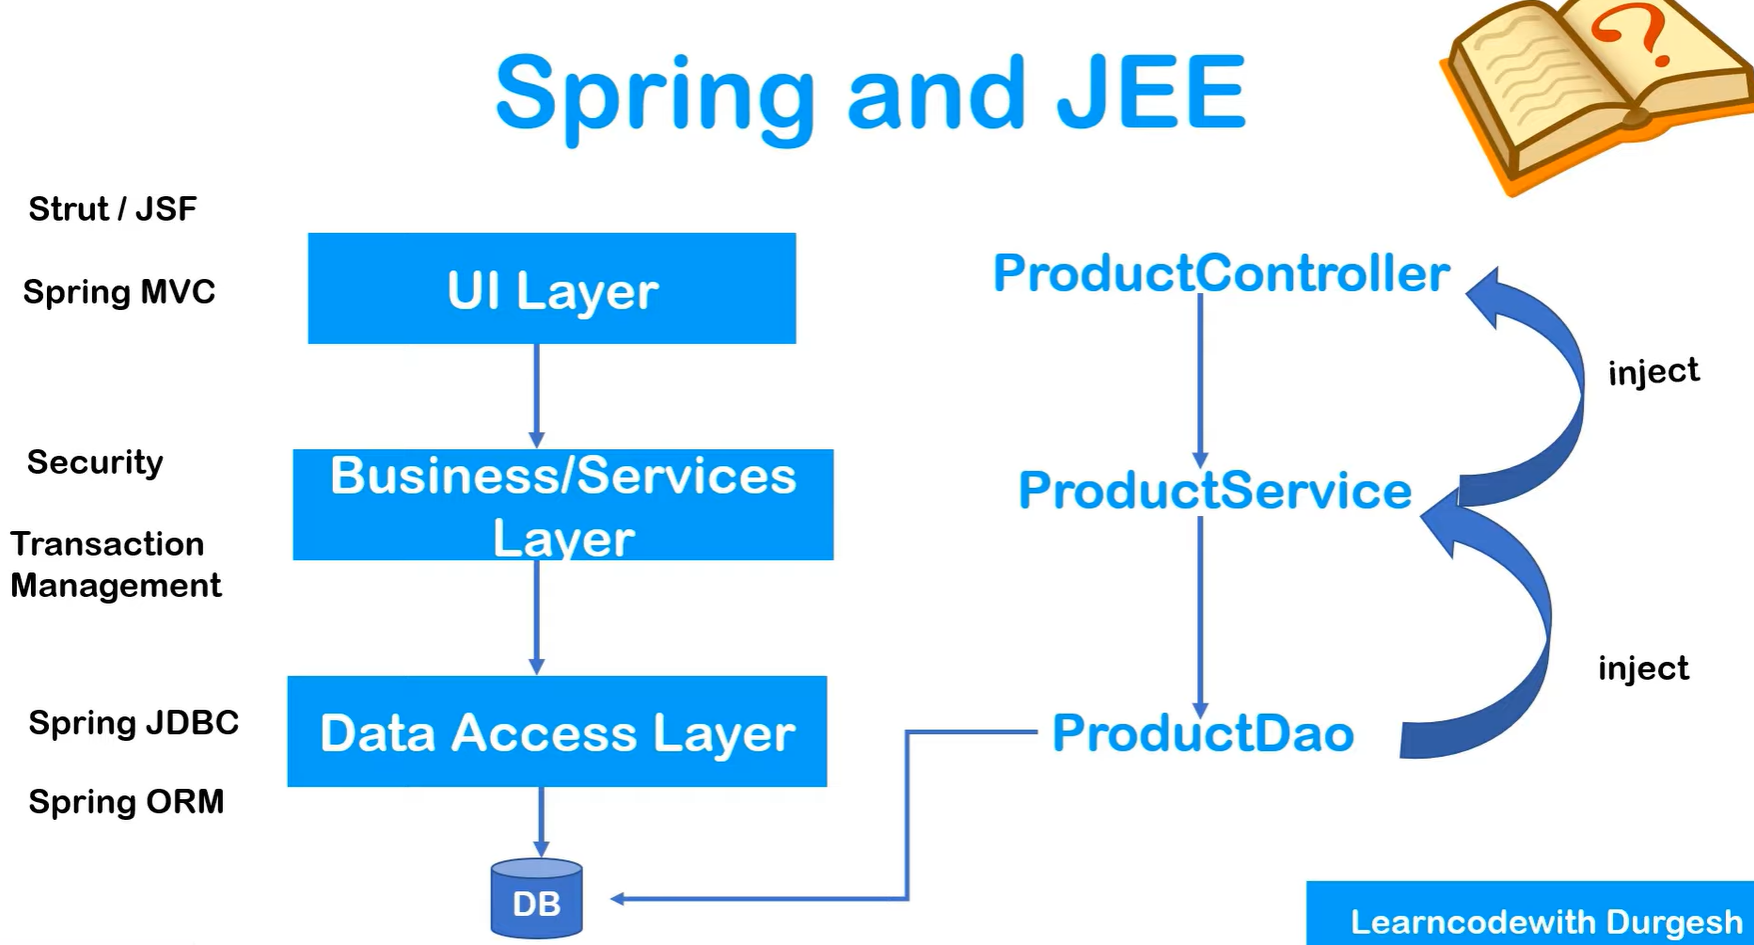 Spring and JEE
Strut / JSF
Spring MVC
UI Layer
ProductController
inject
Security
Business/Services
Layer
ProductService
Transaction
Management
inject
Spring JDBC
Data Access Layer
ProductDao
Spring ORM
DB
Learncodewith Durgesh
?